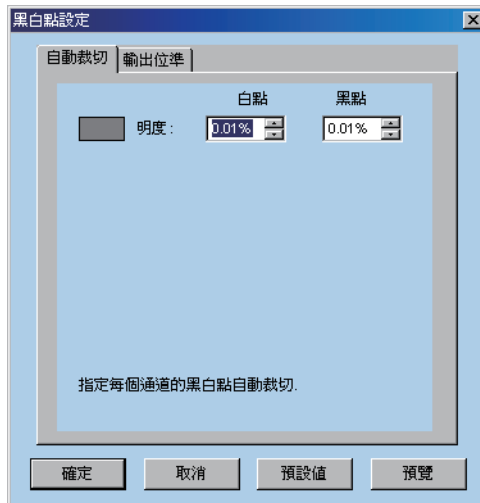 黑白點設定
自動裁切 輸出位準
白點 黑點
明度 : 0.01% 0.01%
指定每個通道的黑白點自動裁切.
確定 取消 預設値 預覽